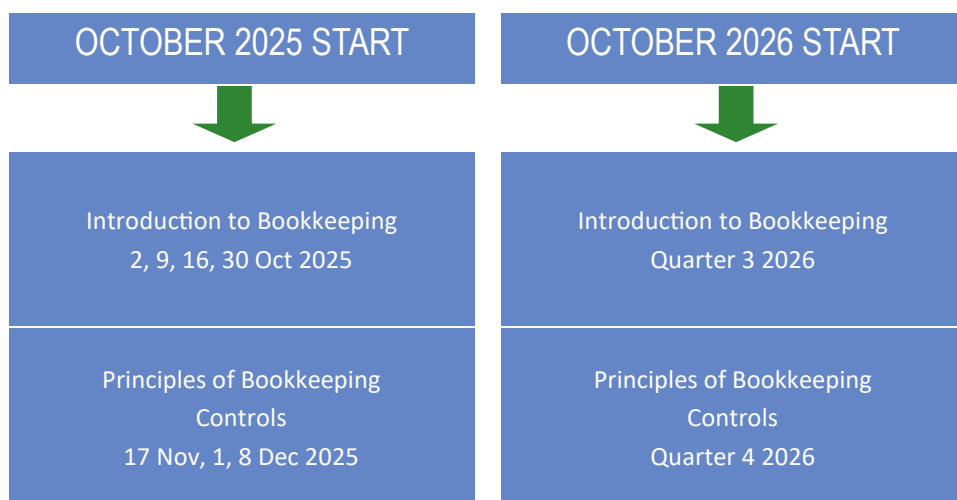 OCTOBER 2025 START
Introduction to Bookkeeping
2, 9, 16, 30 Oct 2025
Principles of Bookkeeping
Controls
17 Nov, 1, 8 Dec 2025
OCTOBER 2026 START
Introduction to Bookkeeping
Quarter 3 2026
Principles of Bookkeeping
Controls
Quarter 4 2026